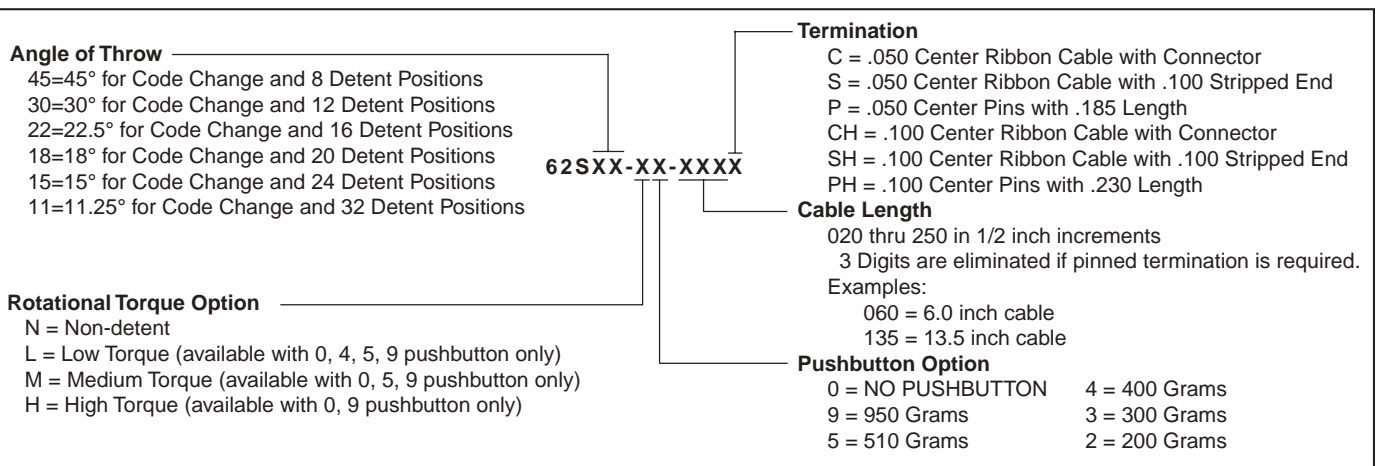 Angle of Throw
45=45° for Code Change and 8 Detent Positions
30=30° for Code Change and 12 Detent Positions
22=22.5° for Code Change and 16 Detent Positions
18=18° for Code Change and 20 Detent Positions
15=15° for Code Change and 24 Detent Positions
11=11.25° for Code Change and 32 Detent Positions
Rotational Torque Option
N = Non-detent
L = Low Torque (available with 0, 4, 5, 9 pushbutton only)
M = Medium Torque (available with 0, 5, 9 pushbutton only)
H = High Torque (available with 0, 9 pushbutton only)
62SXX-XX-XXXX
Termination
C = .050 Center Ribbon Cable with Connector
S = .050 Center Ribbon Cable with .100 Stripped End
P = .050 Center Pins with .185 Length
CH = .100 Center Ribbon Cable with Connector
SH = .100 Center Ribbon Cable with .100 Stripped End
PH = .100 Center Pins with .230 Length
Cable Length
020 thru 250 in 1/2 inch increments
3 Digits are eliminated if pinned termination is required.
Examples:
060 = 6.0 inch cable
135 = 13.5 inch cable
Pushbutton Option
0 = NO PUSHBUTTON 4 = 400 Grams
9 = 950 Grams 3 = 300 Grams
5 = 510 Grams 2 = 200 Grams